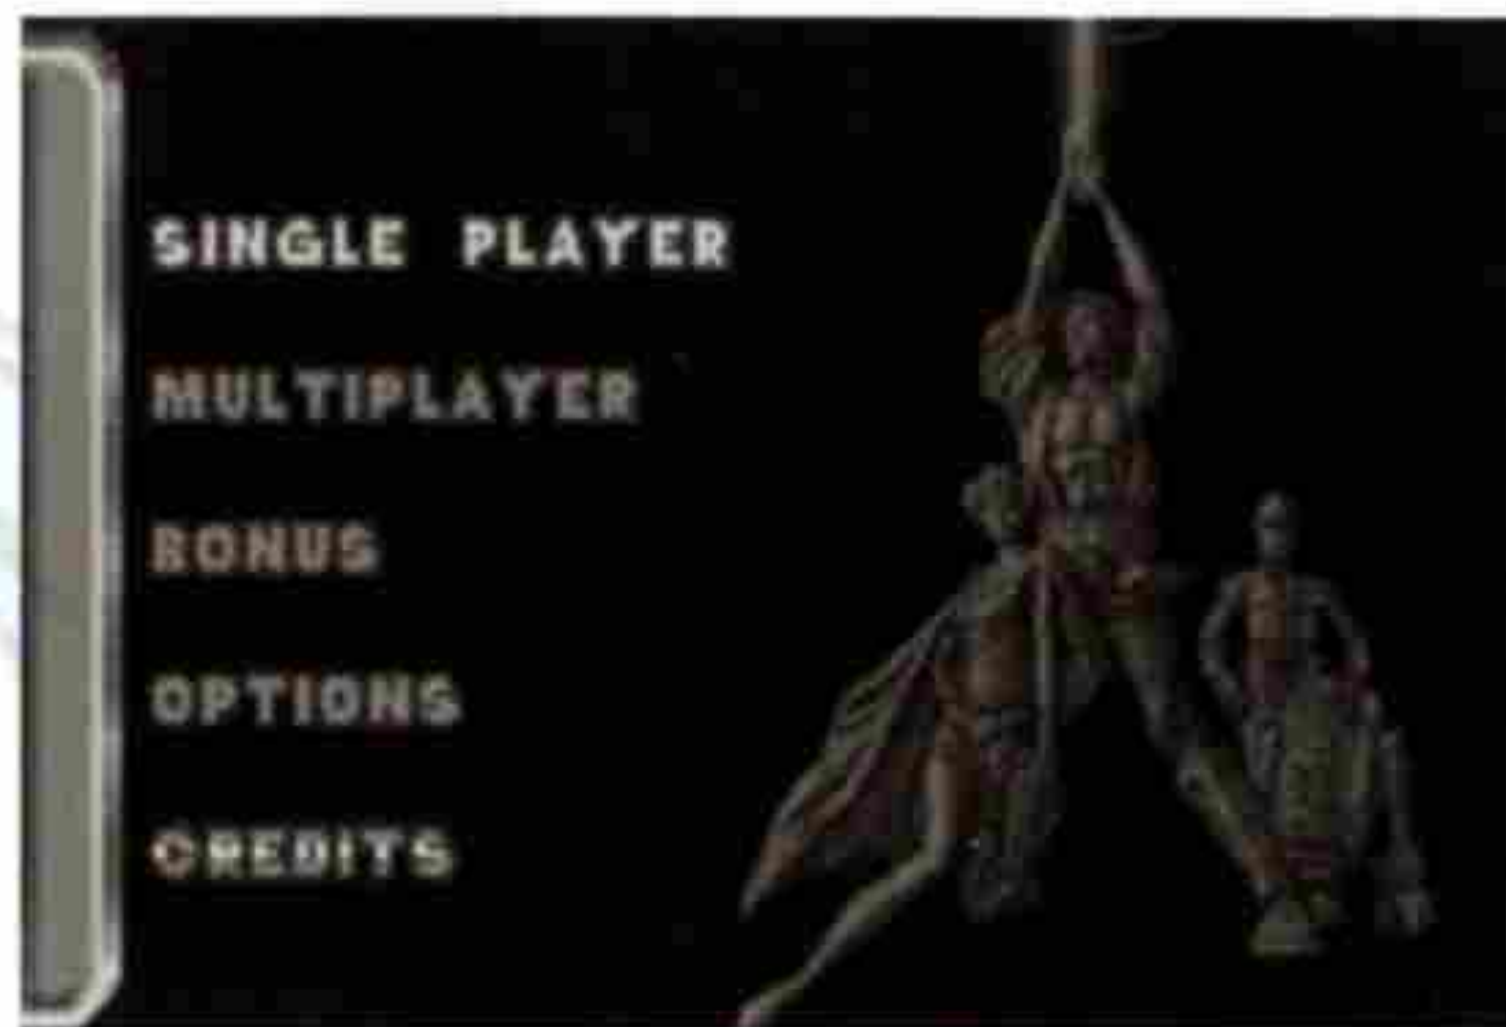 SINGLE PLAYER
MULTIPLAYER
BONUS
OPTIONS
CREDITS